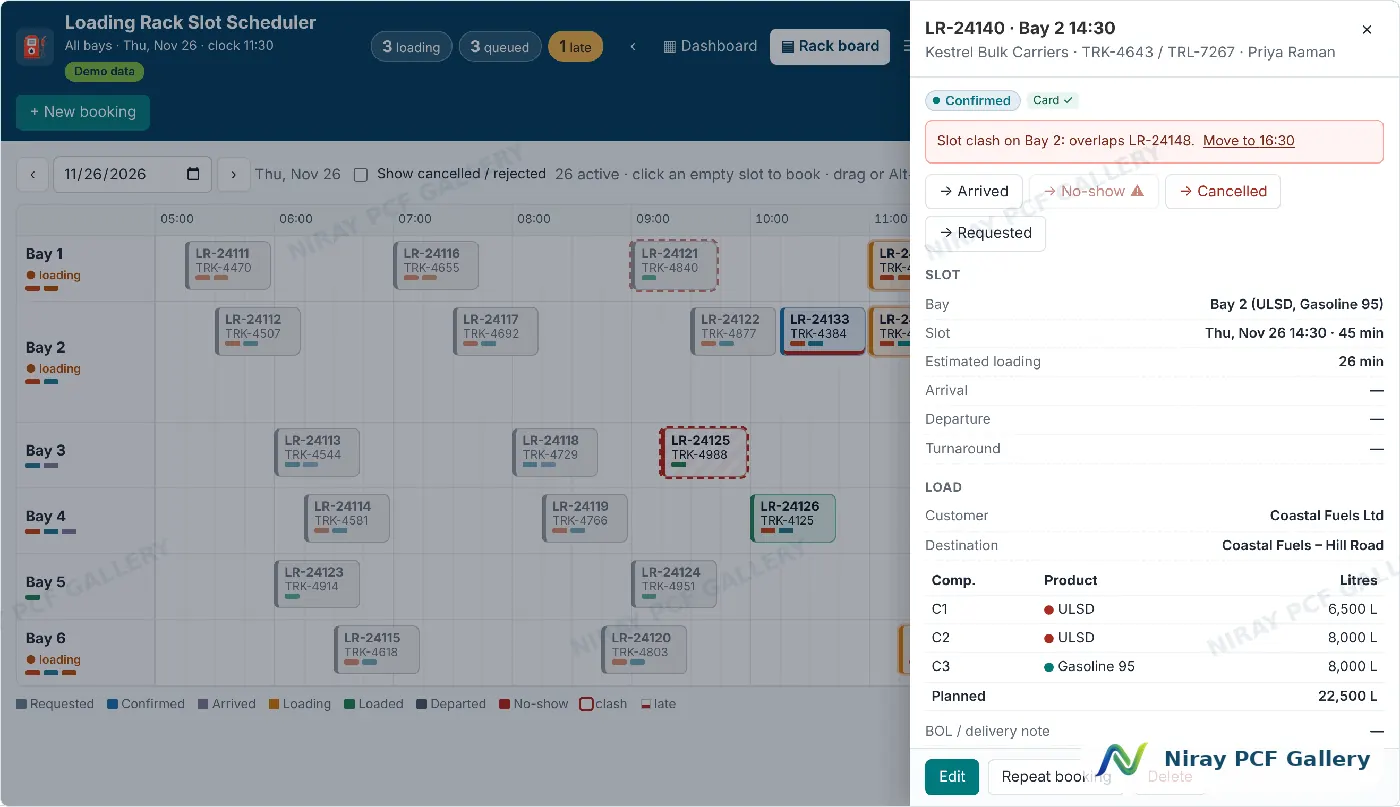 Loading Rack Slot Scheduler
All bays · Thu, Nov 26 · clock 11:30
Demo data
3 loading
3 queued
1 late
‹
Dashboard
Rack board
+ New booking
‹
11/26/2026
›
Thu, Nov 26
Show cancelled / rejected
26 active · click an empty slot to book · drag or Alt-
05:00 06:00 07:00 08:00 09:00 10:00 11:00
Bay 1
loading
LR-24111
TRK-4470
LR-24116
TRK-4655
LR-24121
TRK-4840
Bay 2
loading
LR-24112
TRK-4507
LR-24117
TRK-4692
LR-24122
TRK-4877
LR-24133
TRK-4384
Bay 3
LR-24113
TRK-4544
LR-24118
TRK-4729
LR-24125
TRK-4988
Bay 4
LR-24114
TRK-4581
LR-24119
TRK-4766
LR-24126
TRK-4125
Bay 5
LR-24123
TRK-4914
LR-24124
TRK-4951
Bay 6
loading
LR-24115
TRK-4618
LR-24120
TRK-4803
Requested Confirmed Arrived Loading Loaded Departed No-show clash late
LR-24140 · Bay 2 14:30
×
Kestrel Bulk Carriers · TRK-4643 / TRL-7267 · Priya Raman
Confirmed
Card ✓
Slot clash on Bay 2: overlaps LR-24148. Move to 16:30
→ Arrived
→ No-show ⚠
→ Cancelled
→ Requested
SLOT
Bay Bay 2 (ULSD, Gasoline 95)
Slot Thu, Nov 26 14:30 · 45 min
Estimated loading 26 min
Arrival —
Departure —
Turnaround —
LOAD
Customer Coastal Fuels Ltd
Destination Coastal Fuels – Hill Road
Comp. Product Litres
C1 ULSD 6,500 L
C2 ULSD 8,000 L
C3 Gasoline 95 8,000 L
Planned 22,500 L
BOL / delivery note —
Edit
Repeat booking
Delete
Niray PCF Gallery
NIRAY PCF GALLERY